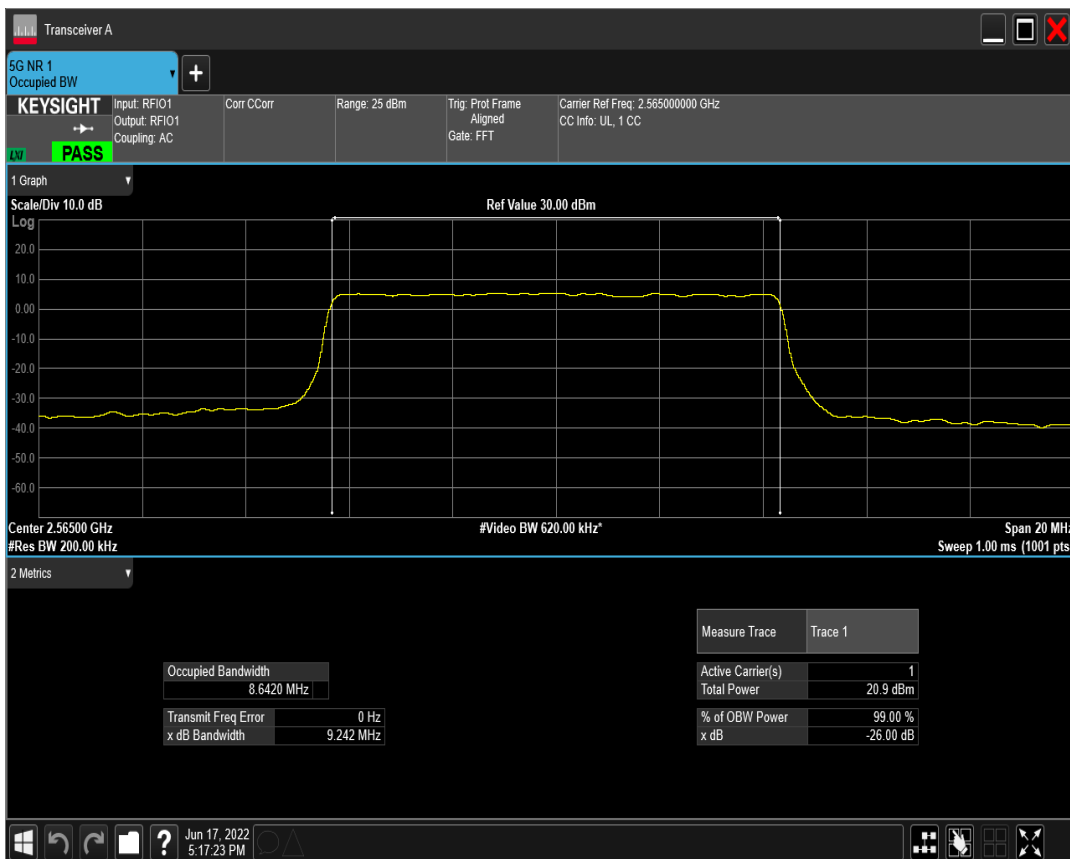 Transceiver A
5G NR 1
Occupied BW
+
KEYSIGHT
LXI
PASS
Input: RFIO1
Output: RFIO1
Coupling: AC
Corr CCorr
Range: 25 dBm
Trig: Prot Frame
Aligned
Gate: FFT
Carrier Ref Freq: 2.565000000 GHz
CC Info: UL, 1 CC
1 Graph
Scale/Div 10.0 dB
Ref Value 30.00 dBm
Log
20.0
10.0
0.00
-10.0
-20.0
-30.0
-40.0
-50.0
-60.0
Center 2.56500 GHz
#Video BW 620.00 kHz*
Span 20 MHz
#Res BW 200.00 kHz
Sweep 1.00 ms (1001 pts
2 Metrics
Measure Trace Trace 1
Occupied Bandwidth
8.6420 MHz
Active Carrier(s) 1
Total Power 20.9 dBm
Transmit Freq Error 0 Hz
x dB Bandwidth 9.242 MHz
% of OBW Power 99.00 %
x dB -26.00 dB
?
Jun 17, 2022
5:17:23 PM